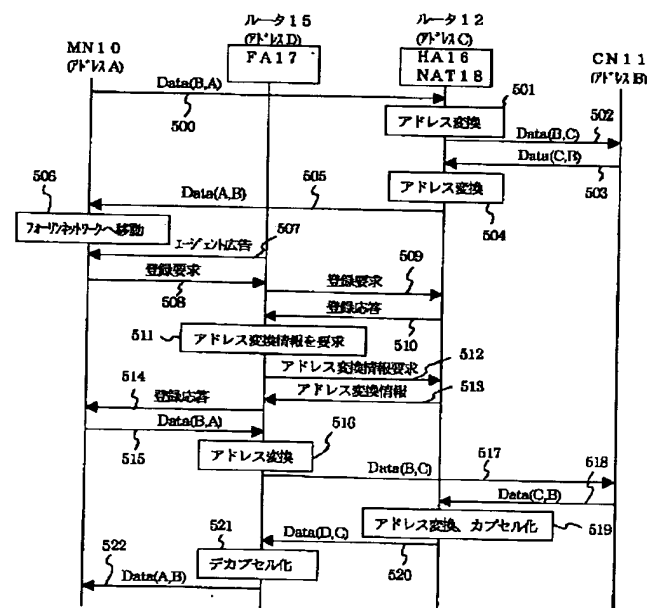 MN10
(アドレスA)
ルータ15
(アドレスD)
FA17
ルータ12
(アドレスC)
HA16
NAT18
CN11
(アドレスB)
Data(B,A)
500
501
アドレス変換
502
Data(B,C)
Data(C,B)
503
アドレス変換
504
505
Data(A,B)
506
フォーリンネットワークへ移動
エージェント広告
507
登録要求
508
登録要求
509
登録応答
510
511
アドレス変換情報を要求
アドレス変換情報要求
512
アドレス変換情報
513
514
登録応答
Data(B,A)
515
516
アドレス変換
Data(B,C)
517
518
Data(C,B)
アドレス変換、カプセル化
519
Data(D,C)
520
521
デカプセル化
522
Data(A,B)